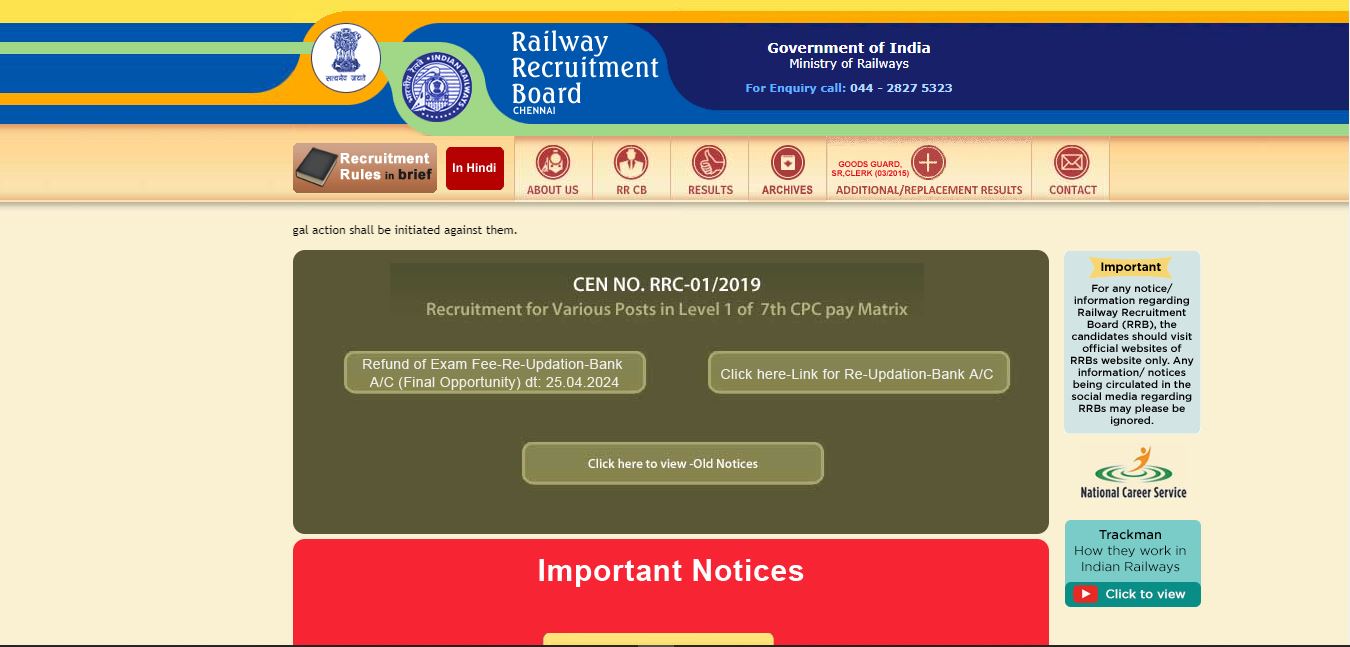 Railway
Recruitment
Board
CHENNAI
Government of India
Ministry of Railways
For Enquiry call: 044 - 2827 5323
सत्यमेव जयते
भारतीय रेल • INDIAN RAILWAYS
Recruitment
Rules in brief
In Hindi
ABOUT US
RR CB
RESULTS
ARCHIVES
GOODS GUARD,
SR,CLERK (03/2015)
ADDITIONAL/REPLACEMENT RESULTS
CONTACT
gal action shall be initiated against them.
CEN NO. RRC-01/2019
Recruitment for Various Posts in Level 1 of 7th CPC pay Matrix
Refund of Exam Fee-Re-Updation-Bank
A/C (Final Opportunity) dt: 25.04.2024
Click here-Link for Re-Updation-Bank A/C
Click here to view -Old Notices
Important Notices
Important
For any notice/
information regarding
Railway Recruitment
Board (RRB), the
candidates should visit
official websites of
RRBs website only. Any
information/ notices
being circulated in the
social media regarding
RRBs may please be
ignored.
National Career Service
Trackman
How they work in
Indian Railways
Click to view